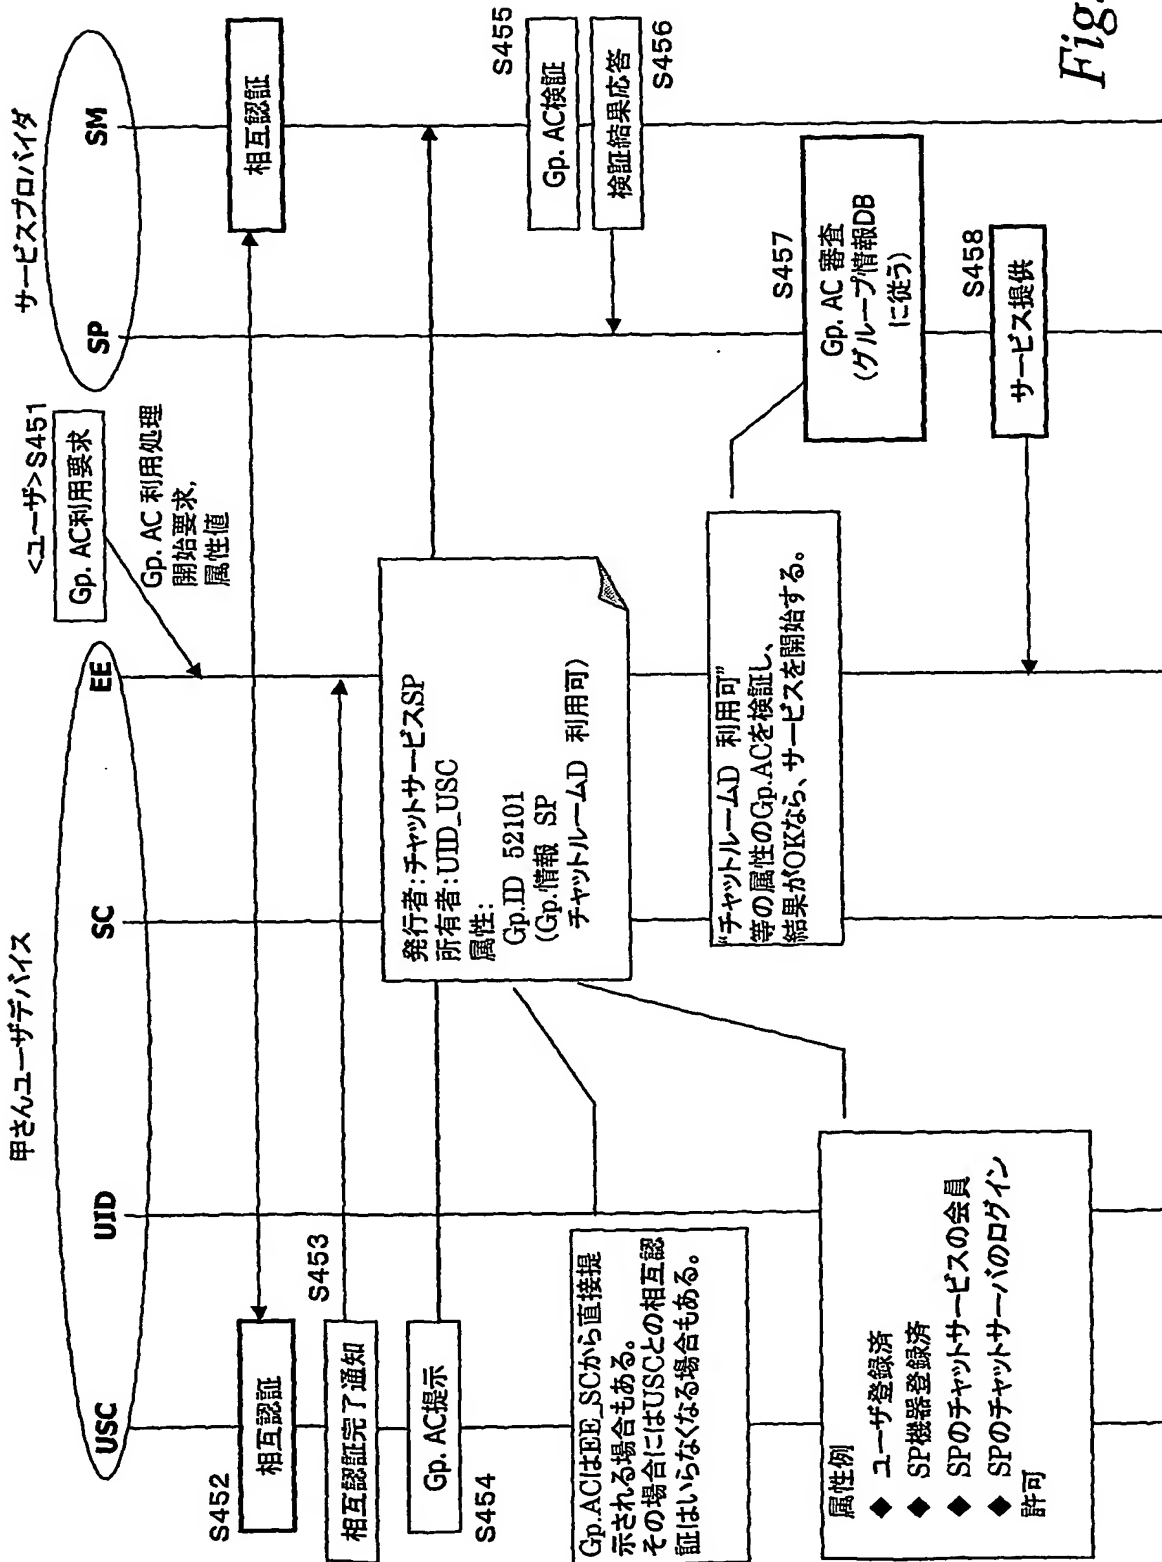 甲さんユーザデバイス
サービスプロバイダ
USC
UID
SC
EE
SP
SM
<ユーザ>S451
Gp. AC利用要求
Gp. AC 利用処理
開始要求,
属性値
S452
相互認証
相互認証
S453
相互認証完了通知
Gp. AC提示
S454
発行者:チャットサービスSP
所有者:UID_USC
属性:
Gp.ID 52101
(Gp.情報 SP
チャットルームD 利用可)
S455
Gp. AC検証
検証結果応答
S456
Gp.ACはEE_SCから直接提
示される場合もある。
その場合にはUSCとの相互認
証はいらなくなる場合もある。
"チャットルームD 利用可"
等の属性のGp.ACを検証し、
結果がOKなら、サービスを開始する。
S457
Gp. AC 審査
(グループ情報DB
に従う)
属性例
◆ ユーザ登録済
◆ SP機器登録済
◆ SPのチャットサービスの会員
◆ SPのチャットサーバのログイン
許可
S458
サービス提供
Fig.